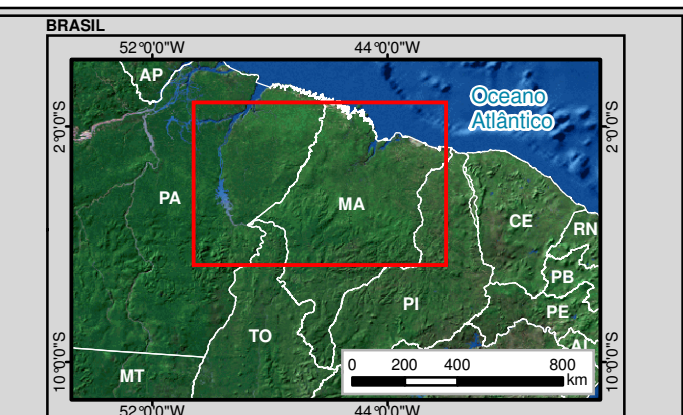 BRASIL
52°0'0"W 44°0'0"W
AP
Oceano
Atlântico
2°0'0"S 2°0'0"S
PA
MA
CE
RN
PB
PI
PE
TO
AL
0 200 400 800
km
MT
10°0'0"S 10°0'0"S
52°0'0"W 44°0'0"W